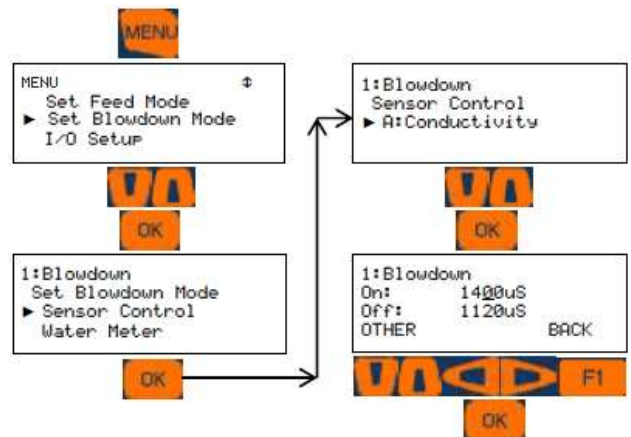 MENU
MENU
Set Feed Mode
Set Blowdown Mode
I/O Setup
OK
1:Blowdown
Set Blowdown Mode
Sensor Control
Water Meter
OK
1:Blowdown
Sensor Control
A:Conductivity
OK
1:Blowdown
On: 1400uS
Off: 1120uS
OTHER BACK
F1
OK